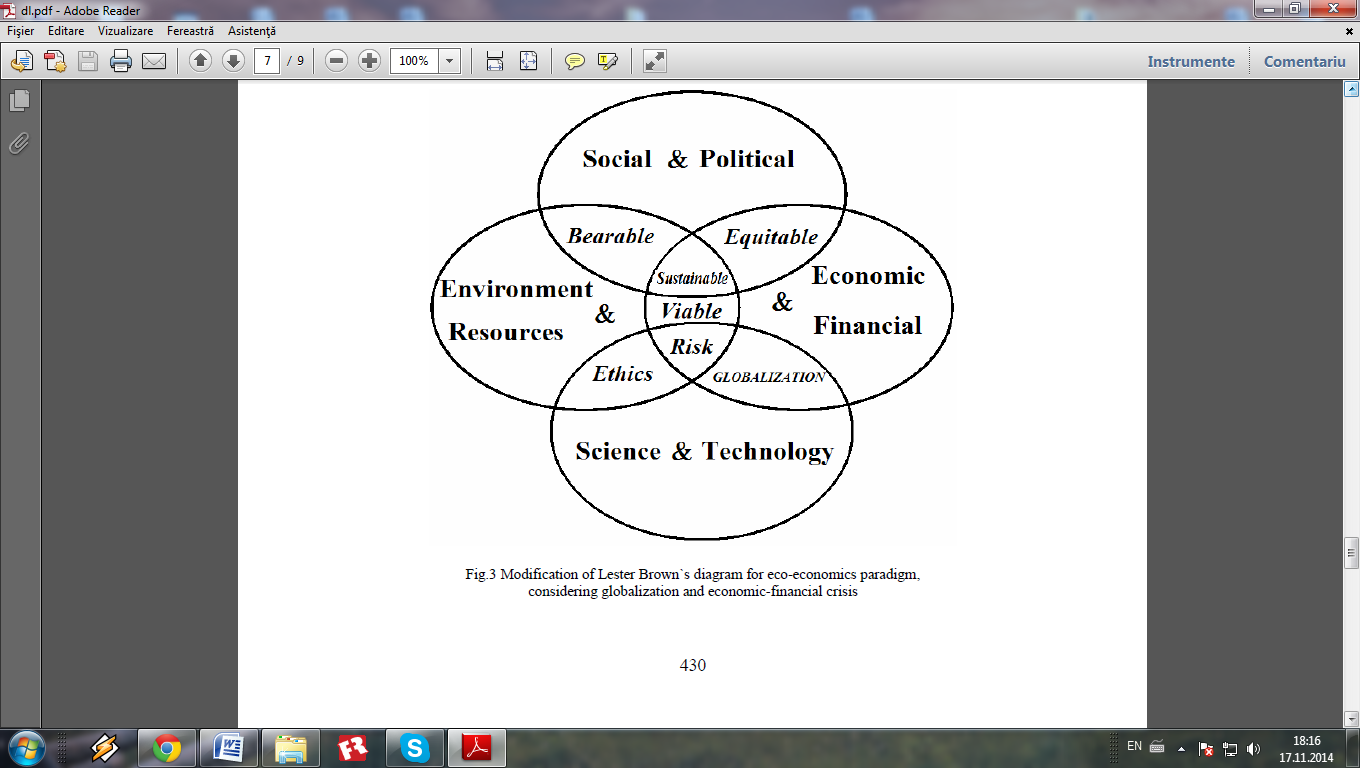 dl.pdf - Adobe Reader
Fişier Editare Vizualizare Fereastră Asistenţă
7 / 9 100% Instrumente Comentariu
Social & Political
Bearable Equitable
Sustainable
Environment & Resources
Economic & Financial
Viable
Risk
Ethics GLOBALIZATION
Science & Technology
Fig.3 Modification of Lester Brown`s diagram for eco-economics paradigm,
considering globalization and economic-financial crisis
430
EN 18:16
17.11.2014